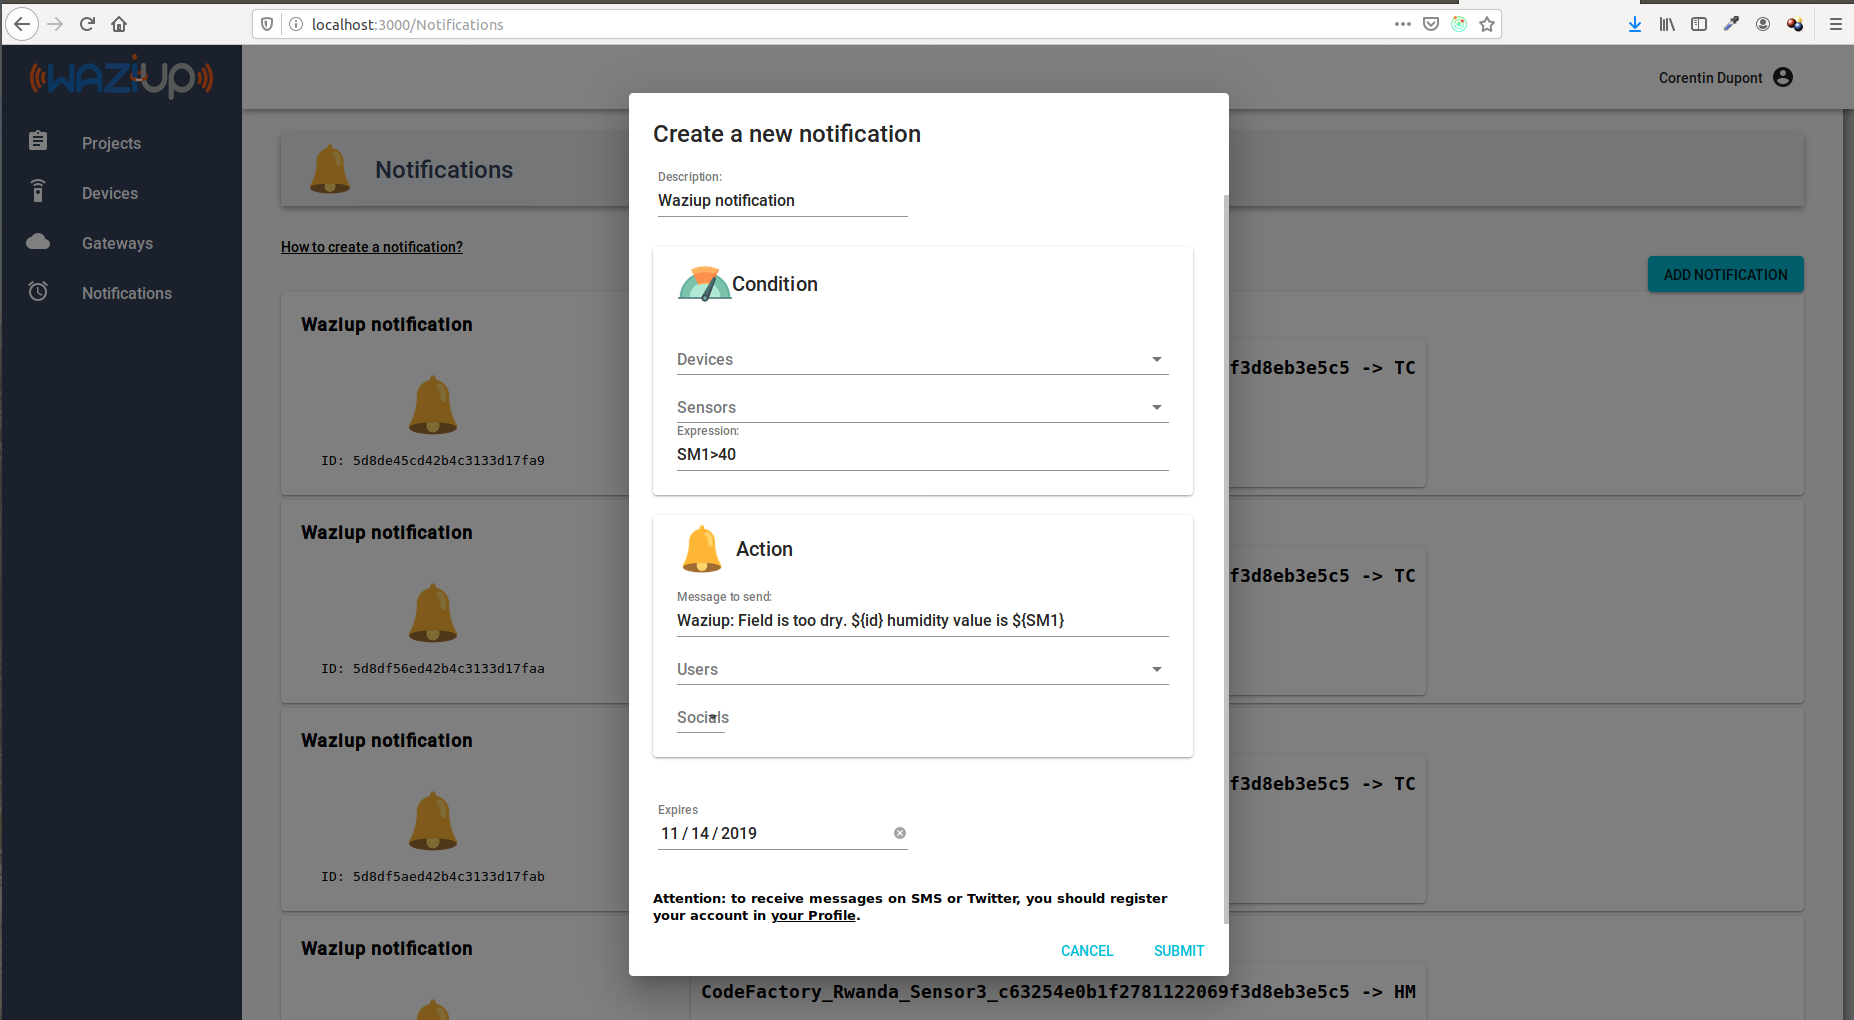 localhost:3000/Notifications
WAZIUP
Corentin Dupont
Projects
Devices
Gateways
Notifications
Notifications
How to create a notification?
ADD NOTIFICATION
Waziup notification
ID: 5d8de45cd42b4c3133d17fa9
f3d8eb3e5c5 -> TC
Waziup notification
ID: 5d8df56ed42b4c3133d17faa
f3d8eb3e5c5 -> TC
Waziup notification
ID: 5d8df5aed42b4c3133d17fab
f3d8eb3e5c5 -> TC
Waziup notification
CodeFactory_Rwanda_Sensor3_c63254e0b1f2781122069f3d8eb3e5c5 -> HM
Create a new notification
Description:
Waziup notification
Condition
Devices
Sensors
Expression:
SM1>40
Action
Message to send:
Waziup: Field is too dry. ${id} humidity value is ${SM1}
Users
Socials
Expires
11 / 14 / 2019
Attention: to receive messages on SMS or Twitter, you should register
your account in your Profile.
CANCEL SUBMIT